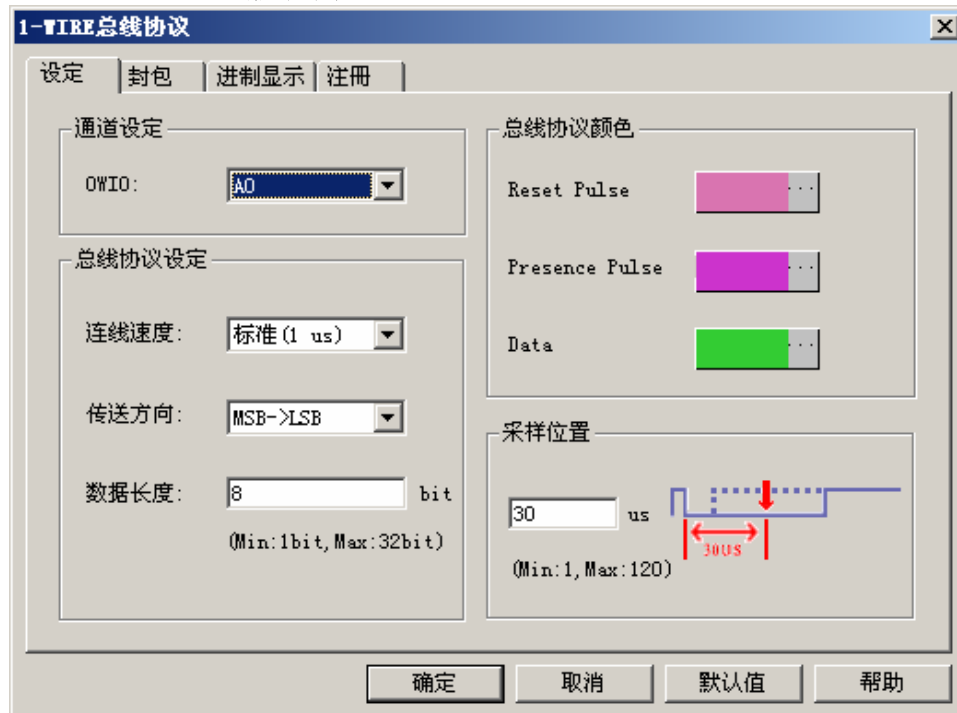 1-WIRE总线协议
设定 封包 进制显示 注冊
通道设定
OWIO: A0
总线协议设定
连线速度: 标准(1 us)
传送方向: MSB->LSB
数据长度: 8 bit
(Min:1bit,Max:32bit)
总线协议颜色
Reset Pulse ...
Presence Pulse ...
Data ...
采样位置
30 us
30US
(Min:1,Max:120)
确定 取消 默认值 帮助